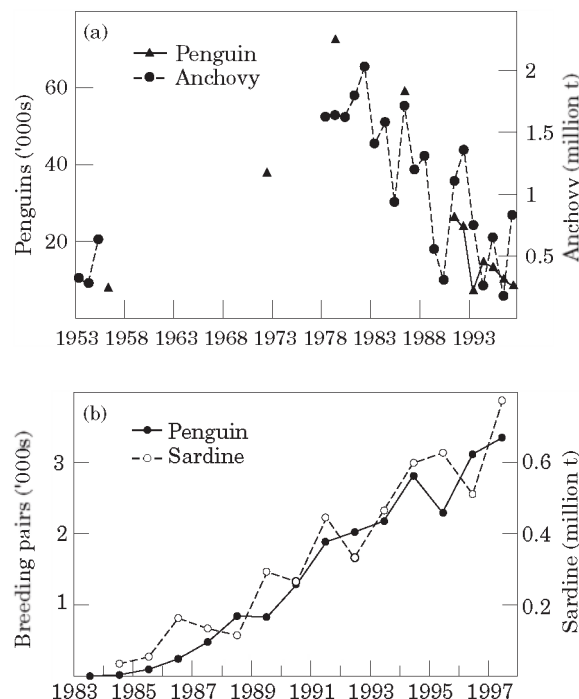 (a)
Penguin
Anchovy
Penguins ('000s)
60
40
20
Anchovy (million t)
2
1.5
1
0.5
1953 1958 1963 1968 1973 1978 1983 1988 1993
(b)
Penguin
Sardine
Breeding pairs ('000s)
3
2
1
Sardine (million t)
0.6
0.4
0.2
1983 1985 1987 1989 1991 1993 1995 1997